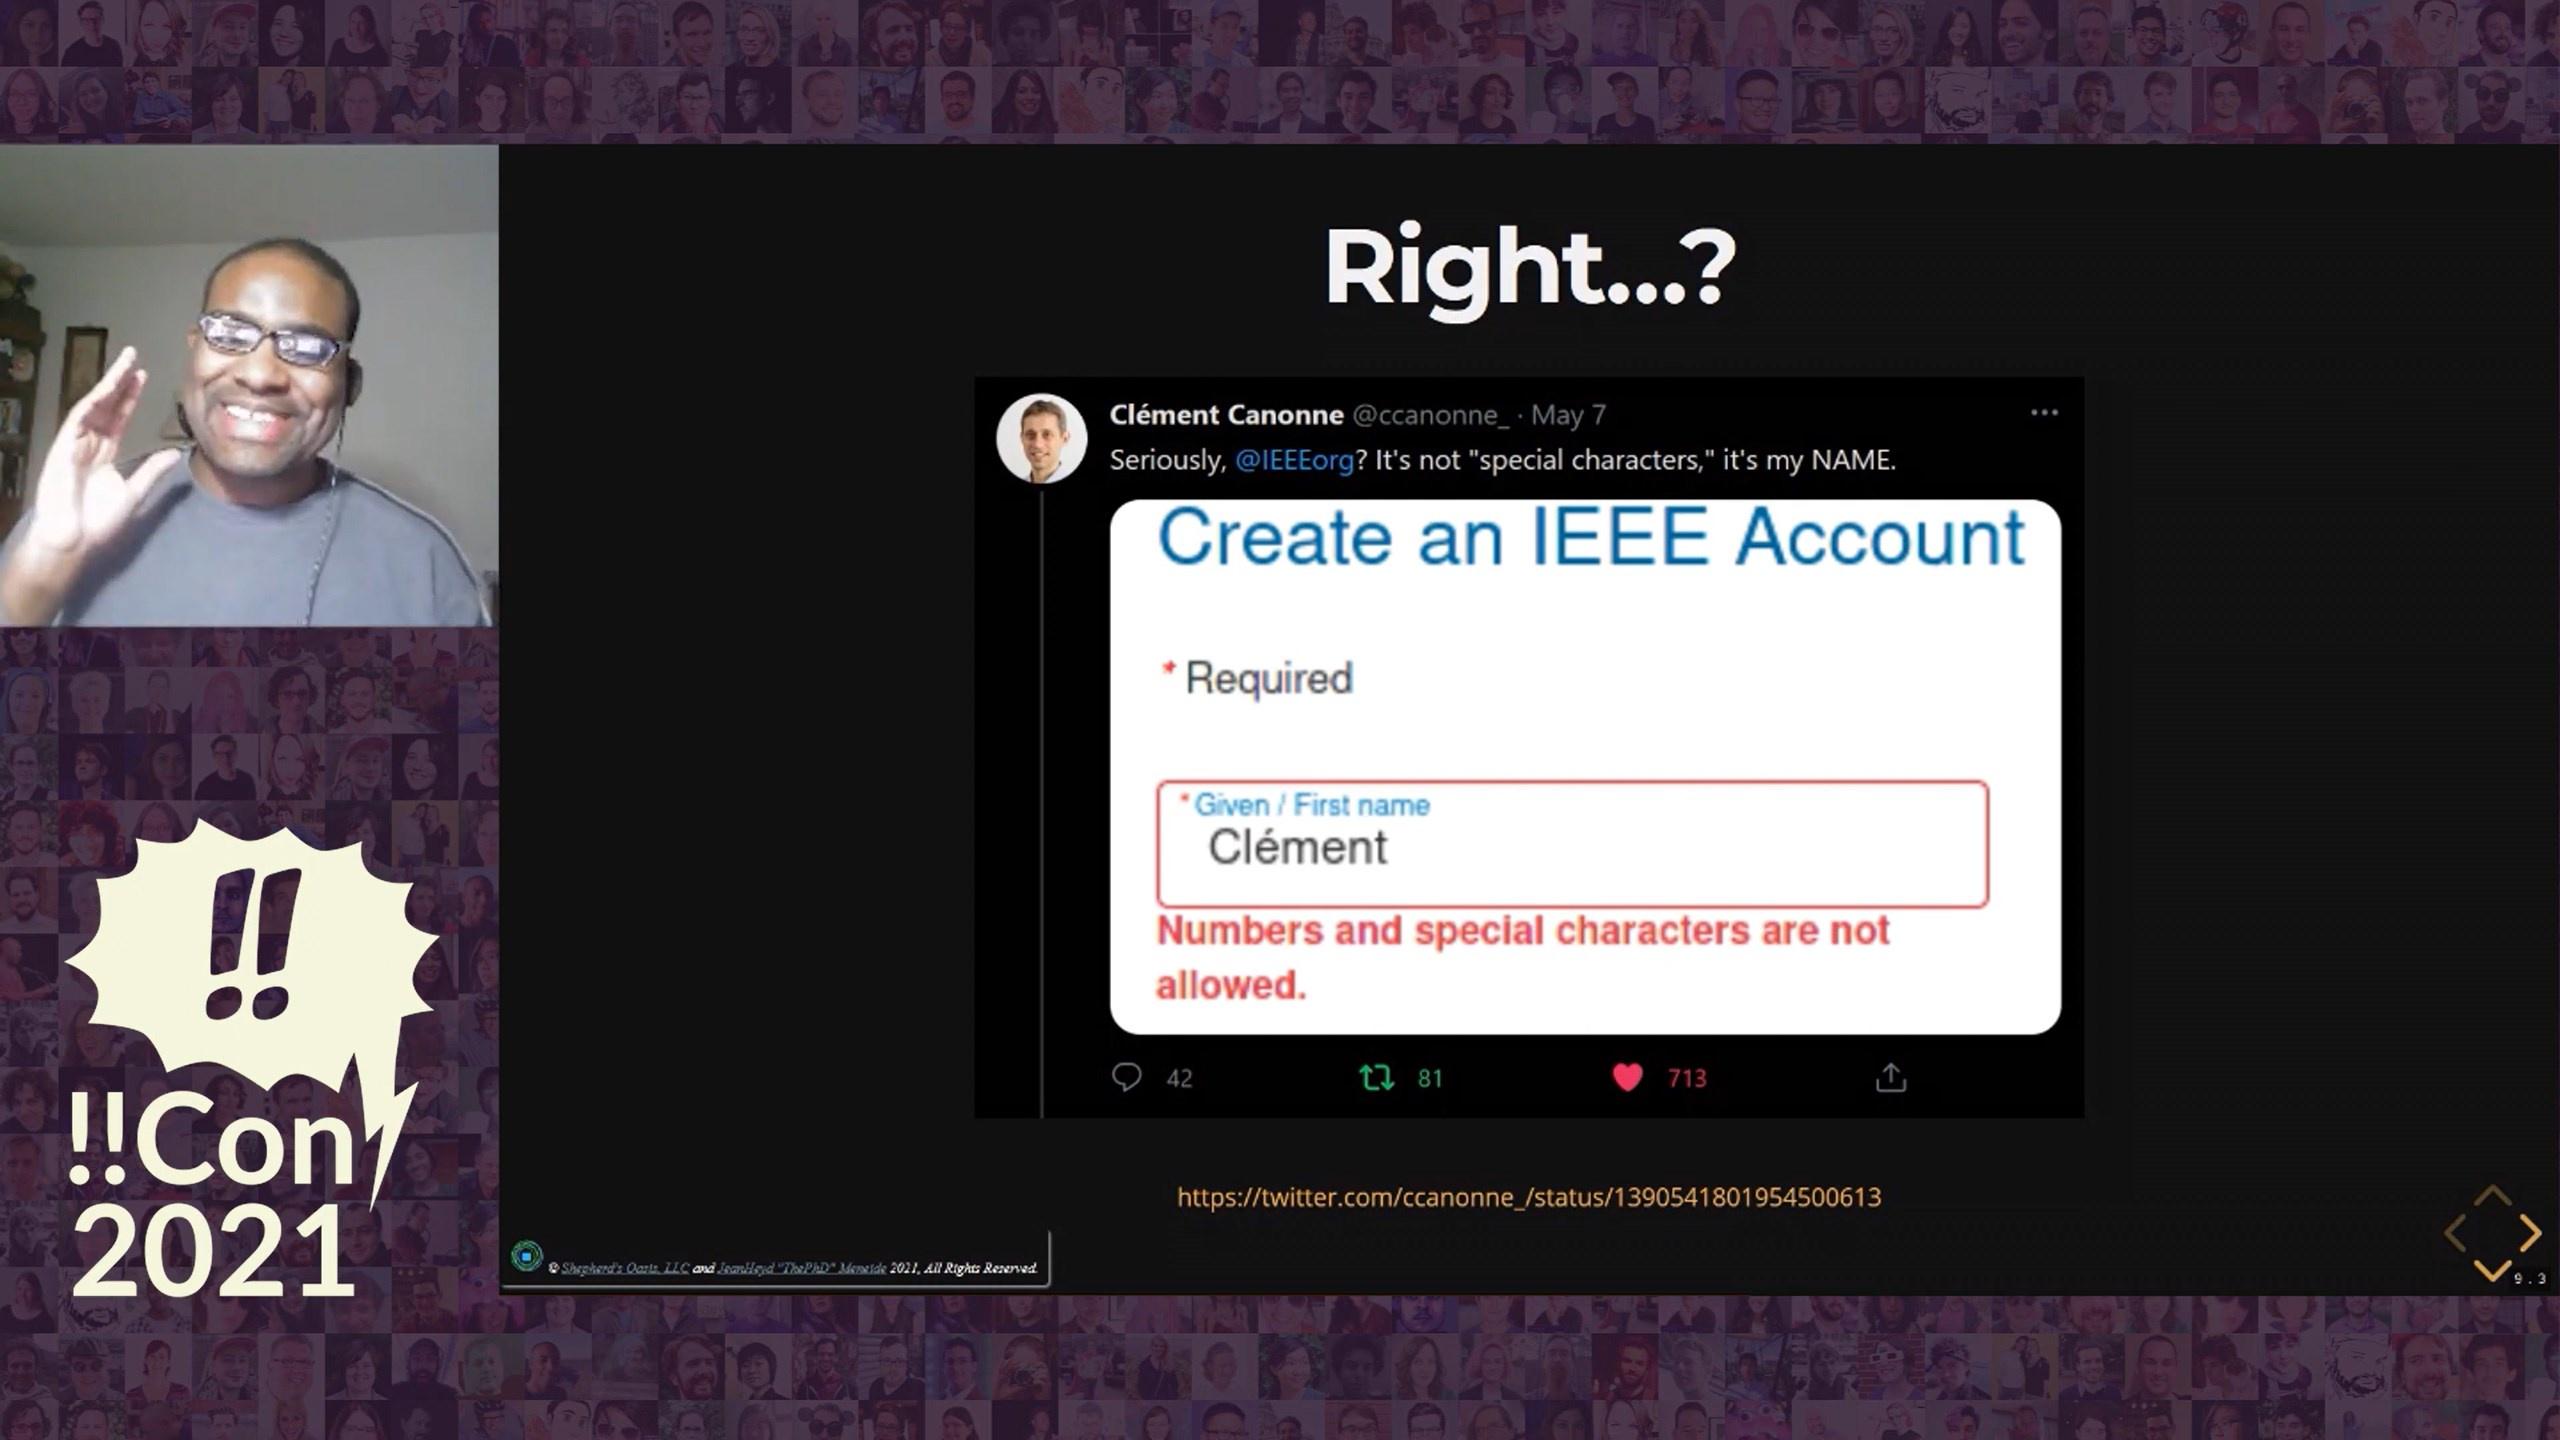 Right...?
Clément Canonne @ccanonne_ · May 7
Seriously, @IEEEorg? It's not "special characters," it's my NAME.
Create an IEEE Account
* Required
* Given / First name
Clément
Numbers and special characters are not
allowed.
42 81 713
https://twitter.com/ccanonne_/status/1390541801954500613
!!
!!Con
2021
© Shepherd's Oasis, LLC and JeanHeyd "ThePhD" Meneide 2021, All Rights Reserved.
9.3